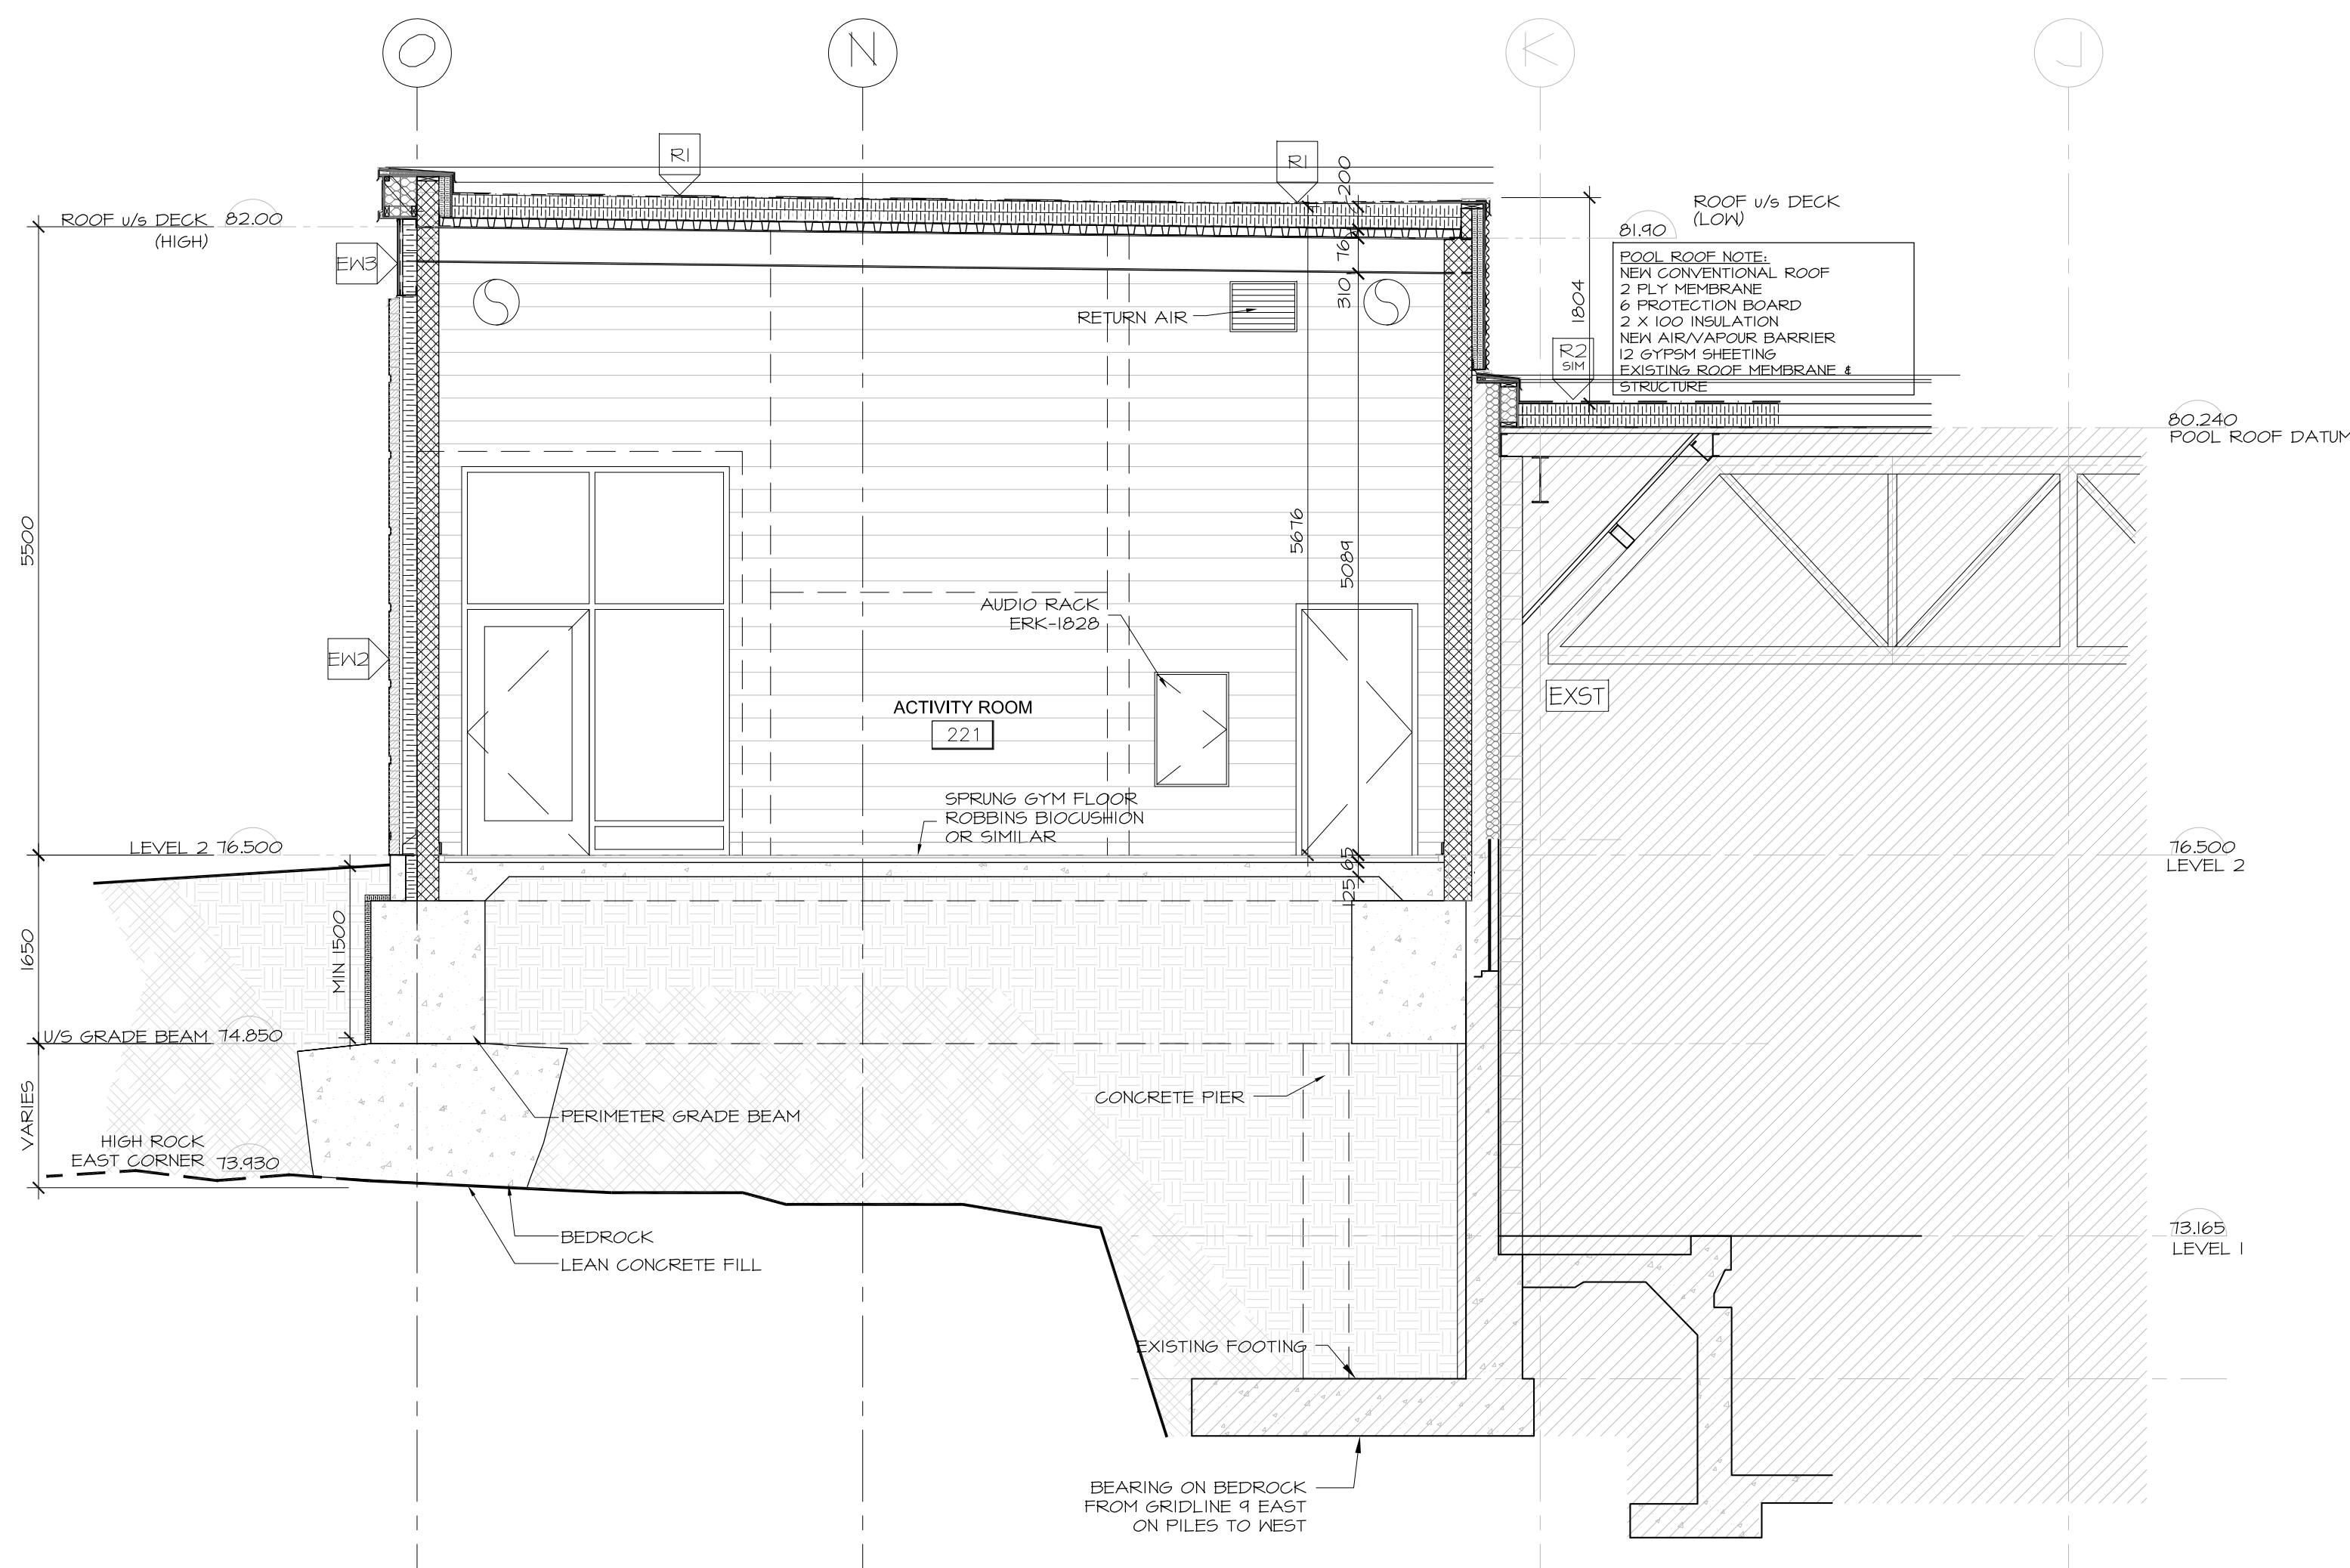 O
N
K
J
R1
R1
200
ROOF u/s DECK 82.00
(HIGH)
ROOF u/s DECK
(LOW)
81.90
EW3
76
310
1804
RETURN AIR
POOL ROOF NOTE:
NEW CONVENTIONAL ROOF
2 PLY MEMBRANE
6 PROTECTION BOARD
2 X 100 INSULATION
NEW AIR/VAPOUR BARRIER
12 GYPSM SHEETING
EXISTING ROOF MEMBRANE &
STRUCTURE
R2
SIM
80.240
POOL ROOF DATUM
5500
5676
5089
AUDIO RACK
ERK-1828
EW2
EXST
ACTIVITY ROOM
221
SPRUNG GYM FLOOR
ROBBINS BIOCUSHION
OR SIMILAR
LEVEL 2 76.500
76.500
LEVEL 2
65
125
1650
MIN 1500
U/S GRADE BEAM 74.850
VARIES
CONCRETE PIER
PERIMETER GRADE BEAM
HIGH ROCK
EAST CORNER 73.930
BEDROCK
LEAN CONCRETE FILL
73.165
LEVEL 1
EXISTING FOOTING
BEARING ON BEDROCK
FROM GRIDLINE 9 EAST
ON PILES TO WEST